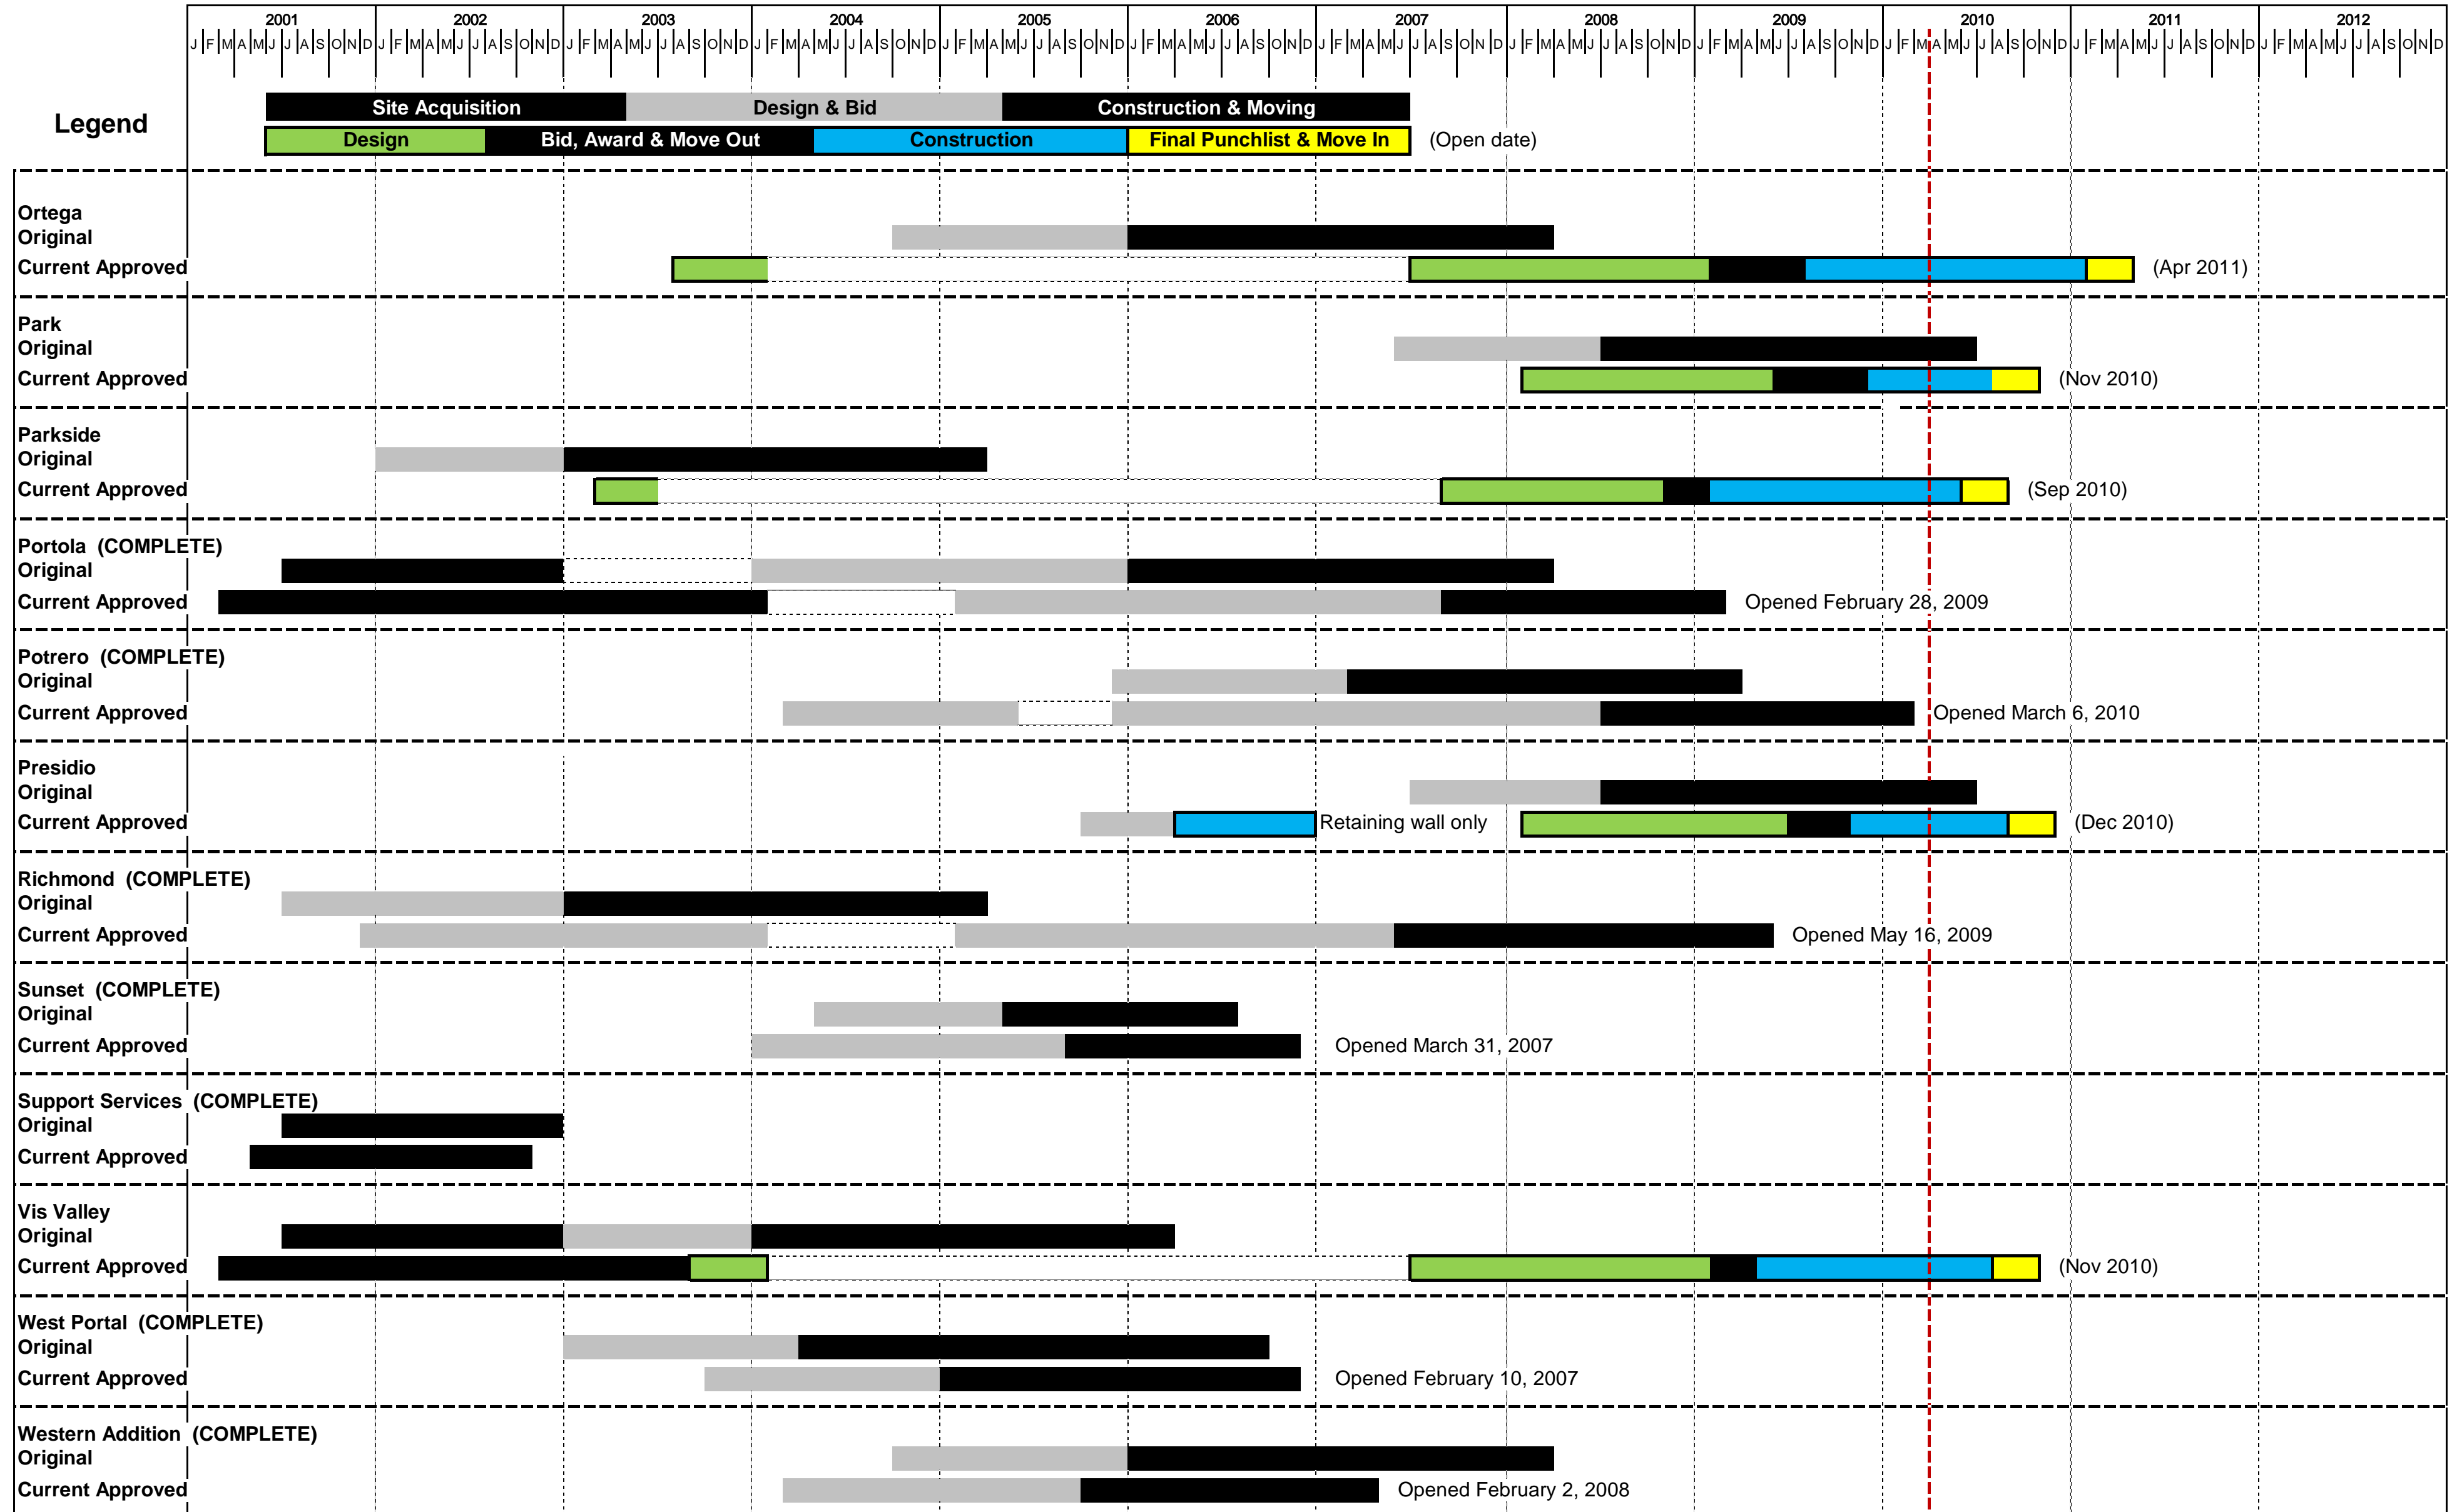 2001 2002 2003 2004 2005 2006 2007 2008 2009 2010 2011 2012
J F M A M J J A S O N D J F M A M J J A S O N D J F M A M J J A S O N D J F M A M J J A S O N D J F M A M J J A S O N D J F M A M J J A S O N D J F M A M J J A S O N D J F M A M J J A S O N D J F M A M J J A S O N D J F M A M J J A S O N D J F M A M J J A S O N D J F M A M J J A S O N D
Legend
Site Acquisition Design & Bid Construction & Moving
Design Bid, Award & Move Out Construction Final Punchlist & Move In (Open date)
Ortega
Original
Current Approved (Apr 2011)
Park
Original
Current Approved (Nov 2010)
Parkside
Original
Current Approved (Sep 2010)
Portola (COMPLETE)
Original
Current Approved Opened February 28, 2009
Potrero (COMPLETE)
Original
Current Approved Opened March 6, 2010
Presidio
Original
Current Approved Retaining wall only (Dec 2010)
Richmond (COMPLETE)
Original
Current Approved Opened May 16, 2009
Sunset (COMPLETE)
Original
Current Approved Opened March 31, 2007
Support Services (COMPLETE)
Original
Current Approved
Vis Valley
Original
Current Approved (Nov 2010)
West Portal (COMPLETE)
Original
Current Approved Opened February 10, 2007
Western Addition (COMPLETE)
Original
Current Approved Opened February 2, 2008